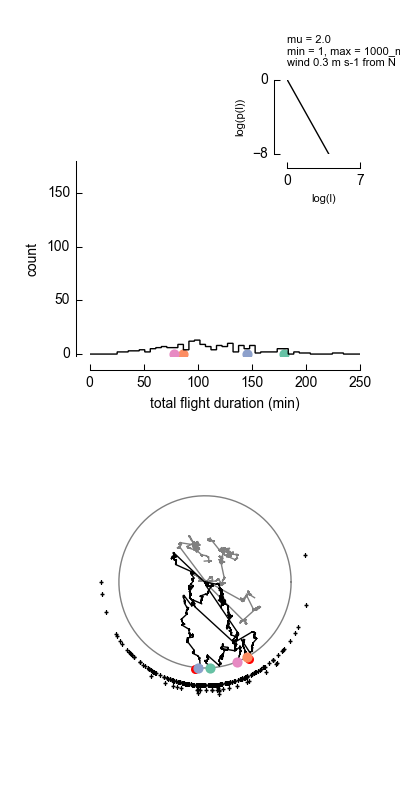 mu = 2.0
min = 1, max = 1000_m
wind 0.3 m s-1 from N
log(p(l))
0
−8
0
7
log(l)
count
150
100
50
0
0
50
100
150
200
250
total flight duration (min)